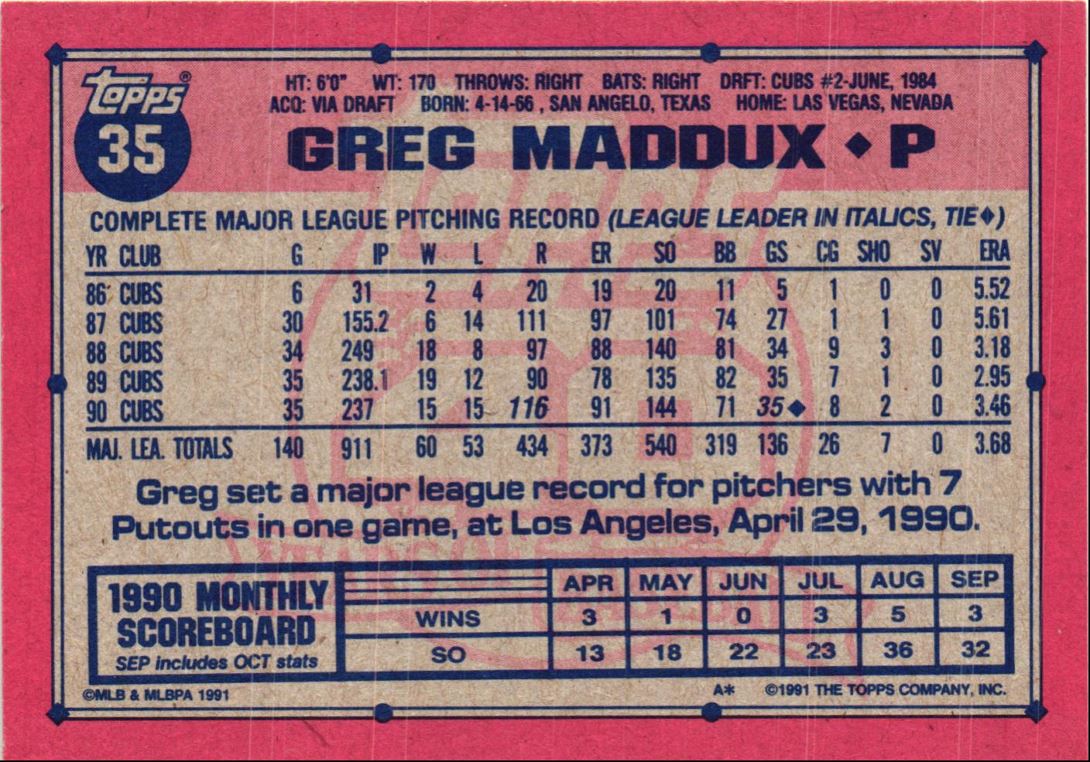 topps®
35
HT: 6'0" WT: 170 THROWS: RIGHT BATS: RIGHT DRFT: CUBS #2-JUNE, 1984
ACQ: VIA DRAFT BORN: 4-14-66 , SAN ANGELO, TEXAS HOME: LAS VEGAS, NEVADA
GREG MADDUX ◆ P
COMPLETE MAJOR LEAGUE PITCHING RECORD (LEAGUE LEADER IN ITALICS, TIE◆)
YR CLUB G IP W L R ER SO BB GS CG SHO SV ERA
86 CUBS 6 31 2 4 20 19 20 11 5 1 0 0 5.52
87 CUBS 30 155.2 6 14 111 97 101 74 27 1 1 0 5.61
88 CUBS 34 249 18 8 97 88 140 81 34 9 3 0 3.18
89 CUBS 35 238.1 19 12 90 78 135 82 35 7 1 0 2.95
90 CUBS 35 237 15 15 116 91 144 71 35◆ 8 2 0 3.46
MAJ. LEA. TOTALS 140 911 60 53 434 373 540 319 136 26 7 0 3.68
Greg set a major league record for pitchers with 7
Putouts in one game, at Los Angeles, April 29, 1990.
1990 MONTHLY
SCOREBOARD
SEP includes OCT stats
APR MAY JUN JUL AUG SEP
WINS 3 1 0 3 5 3
SO 13 18 22 23 36 32
©MLB & MLBPA 1991 A* ©1991 THE TOPPS COMPANY, INC.